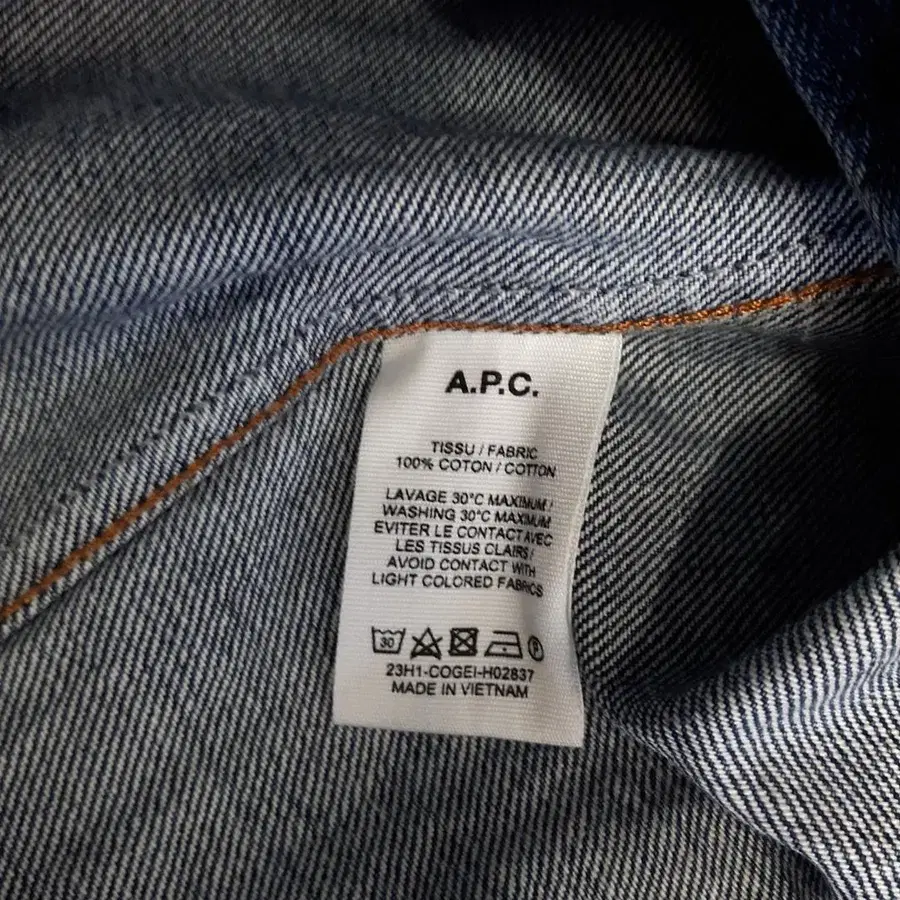 A.P.C.
TISSU / FABRIC
100% COTON / COTTON
LAVAGE 30°C MAXIMUM /
WASHING 30°C MAXIMUM
EVITER LE CONTACT AVEC
LES TISSUS CLAIRS /
AVOID CONTACT WITH
LIGHT COLORED FABRICS
30 P
23H1-COGEI-H02837
MADE IN VIETNAM